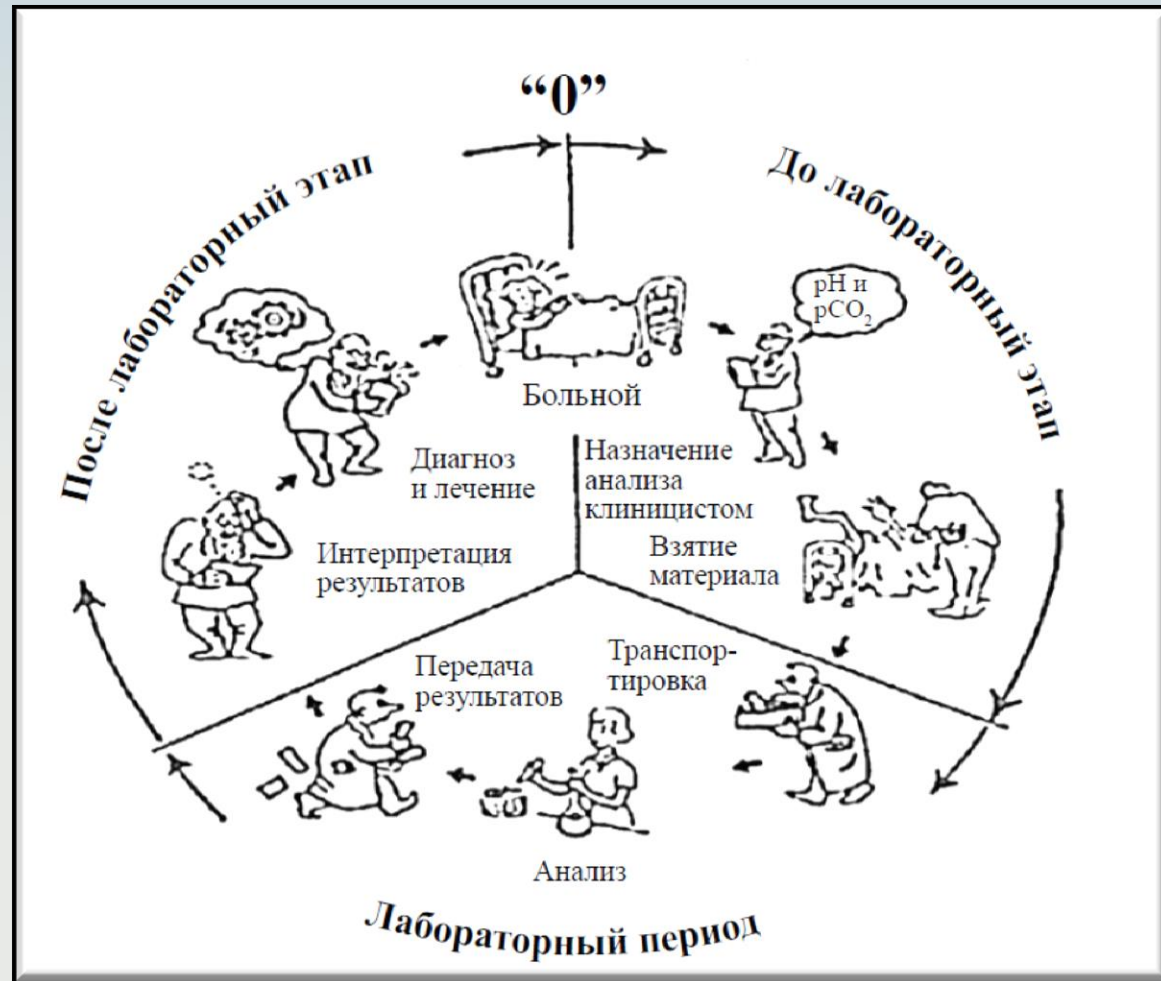 “0”
До лабораторный этап
После лабораторный этап
pH и
pCO₂
Больной
Назначение
анализа
клиницистом
Взятие
материала
Транспор-
тировка
Анализ
Передача
результатов
Интерпретация
результатов
Диагноз
и лечение
Лабораторный период